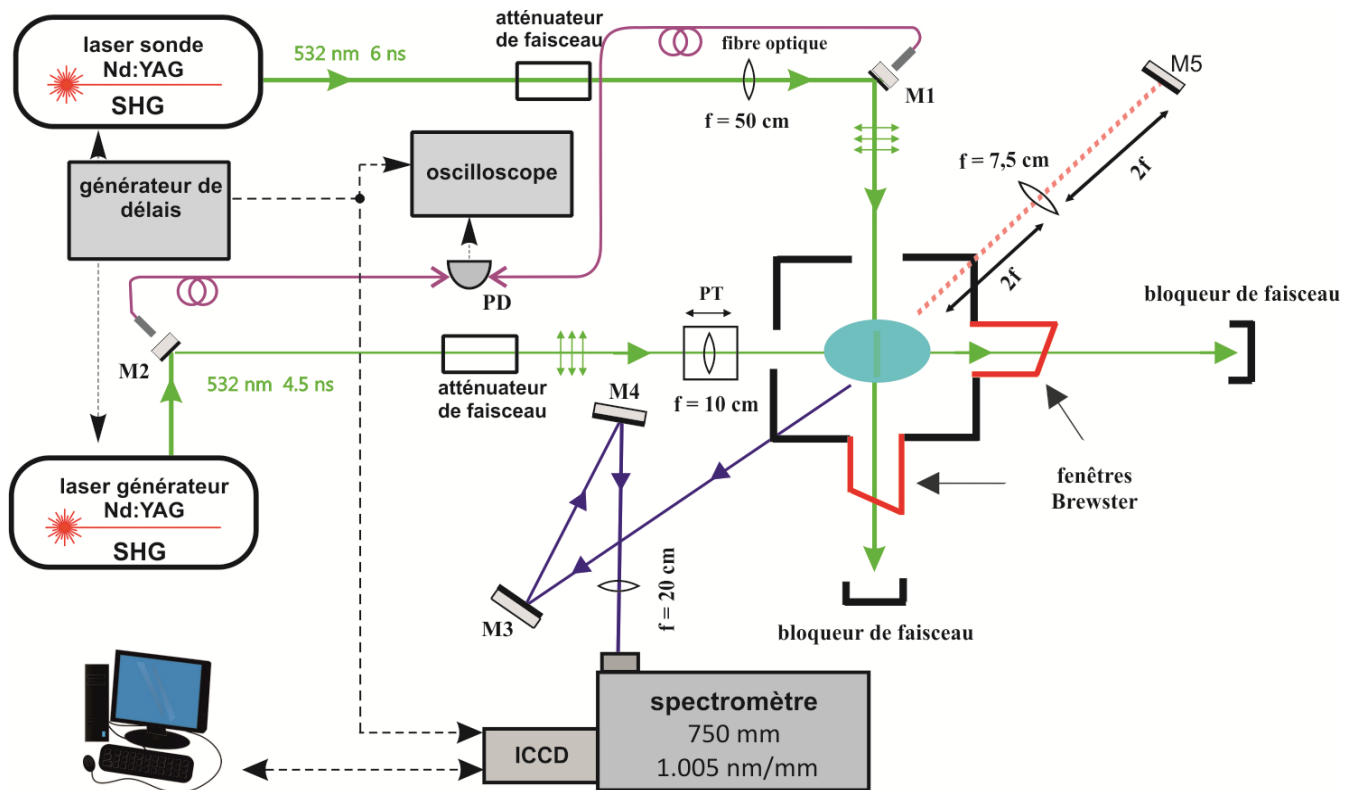 laser sonde
Nd:YAG
SHG
532 nm  6 ns
atténuateur
de faisceau
fibre optique
f = 50 cm
M1
M5
f = 7,5 cm
2f
2f
générateur de
délais
oscilloscope
PD
PT
bloqueur de faisceau
M2
532 nm  4.5 ns
atténuateur
de faisceau
f = 10 cm
M4
laser générateur
Nd:YAG
SHG
fenêtres
Brewster
M3
f = 20 cm
bloqueur de faisceau
spectromètre
750 mm
1.005 nm/mm
ICCD